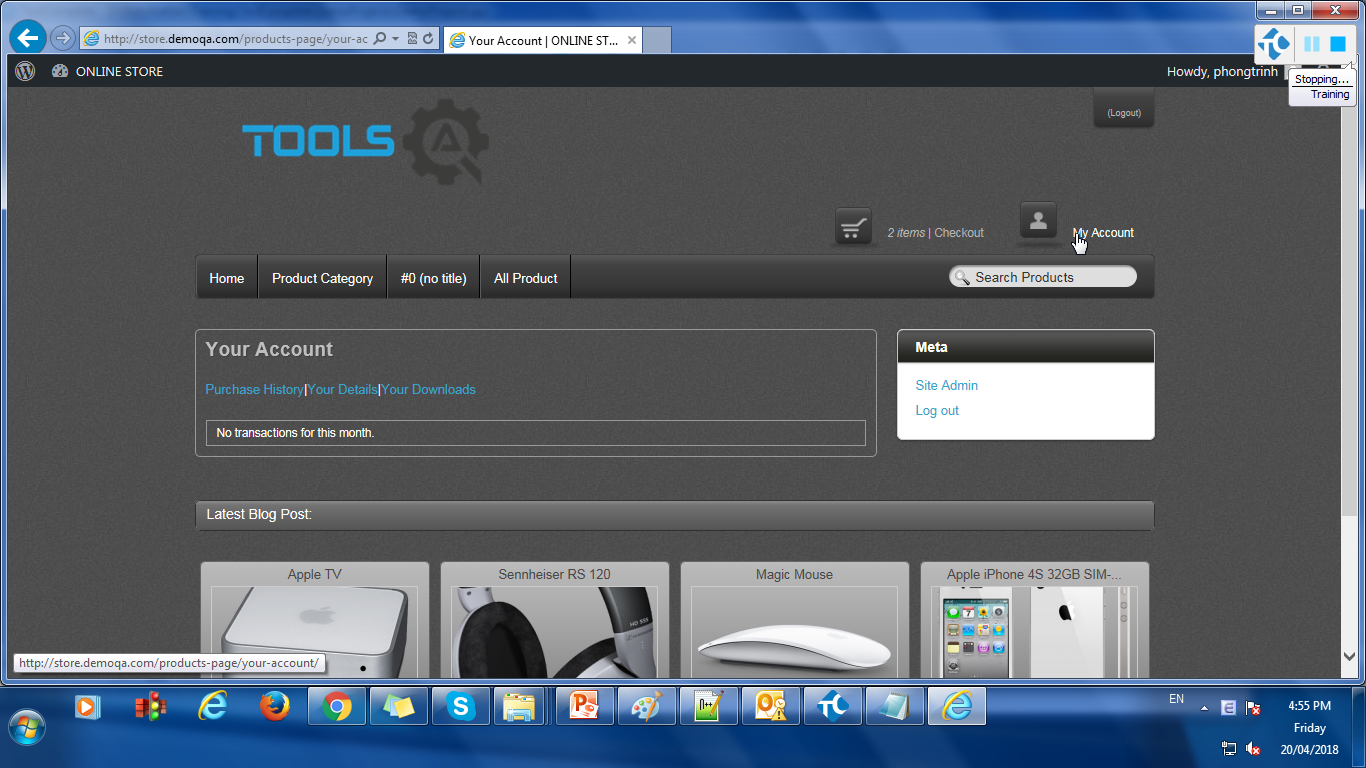 http://store.demoqa.com/products-page/your-ac
Your Account | ONLINE ST...
ONLINE STORE
Howdy, phongtrinh
Stopping...
Training
(Logout)
TOOLS
2 items | Checkout
My Account
Home
Product Category
#0 (no title)
All Product
Search Products
Your Account
Purchase History|Your Details|Your Downloads
No transactions for this month.
Meta
Site Admin
Log out
Latest Blog Post:
Apple TV
Sennheiser RS 120
Magic Mouse
Apple iPhone 4S 32GB SIM-...
HD 555
http://store.demoqa.com/products-page/your-account/
EN
4:55 PM
Friday
20/04/2018